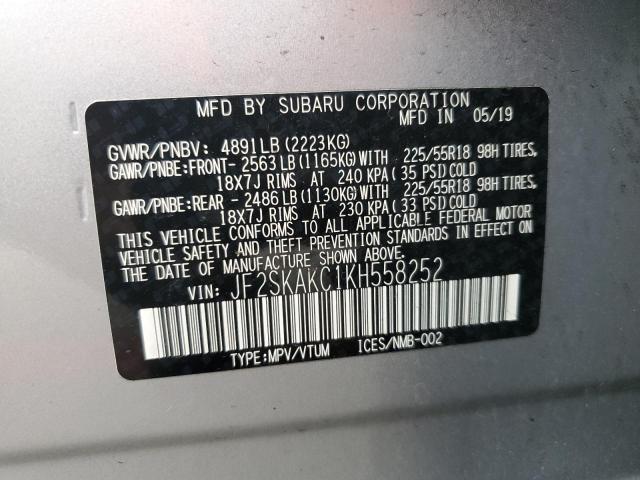 MFD BY SUBARU CORPORATION
MFD IN 05/19
GVWR/PNBV: 4891LB (2223KG)
GAWR/PNBE:FRONT- 2563LB (1165KG)WITH 225/55R18 98H TIRES,
18X7J RIMS AT 240 KPA (35 PSI)COLD
GAWR/PNBE:REAR - 2486LB (1130KG)WITH 225/55R18 98H TIRES,
18X7J RIMS AT 230 KPA (33 PSI)COLD
THIS VEHICLE CONFORMS TO ALL APPLICABLE FEDERAL MOTOR
VEHICLE SAFETY AND THEFT PREVENTION STANDARDS IN EFFECT ON
THE DATE OF MANUFACTURE SHOWN ABOVE.
VIN: JF2SKAKC1KH558252
TYPE:MPV/VTUM ICES/NMB-002